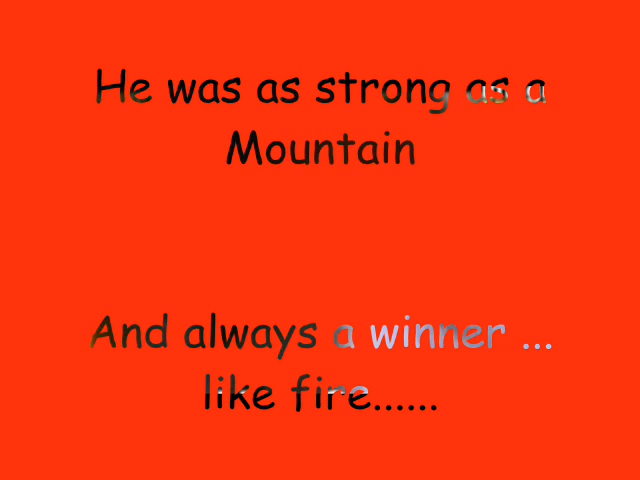 He was as strong as a
Mountain
And always a winner ...
like fire......